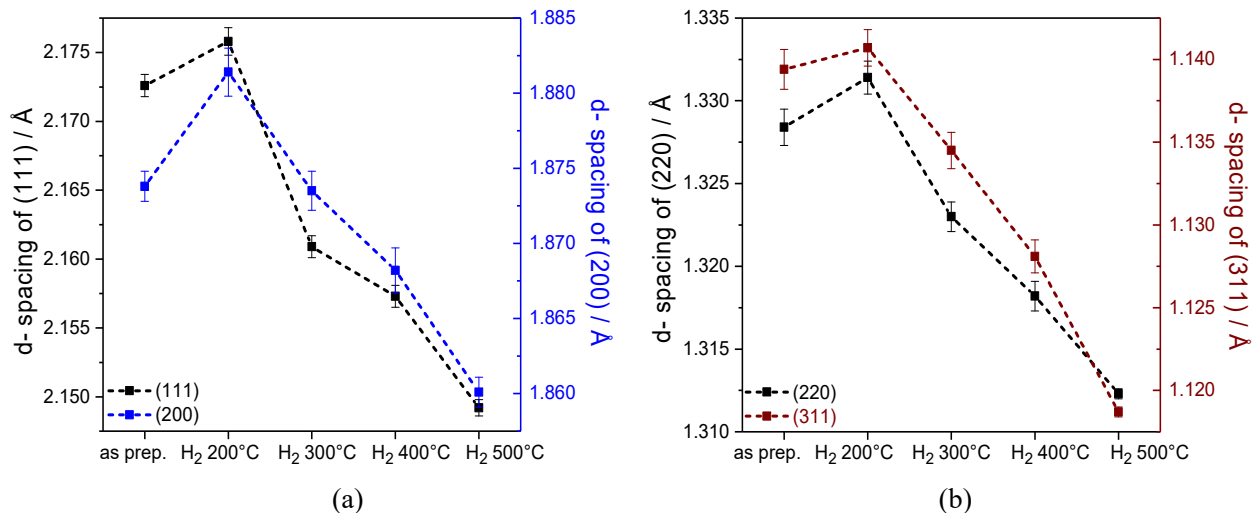 d- spacing of (111) / Å
2.175
2.170
2.165
2.160
2.155
2.150
(111)
(200)
as prep.
H2 200°C
H2 300°C
H2 400°C
H2 500°C
1.885
1.880
1.875
1.870
1.865
1.860
d- spacing of (200) / Å
(a)
d- spacing of (220) / Å
1.335
1.330
1.325
1.320
1.315
1.310
(220)
(311)
as prep.
H2 200°C
H2 300°C
H2 400°C
H2 500°C
1.140
1.135
1.130
1.125
1.120
d- spacing of (311) / Å
(b)